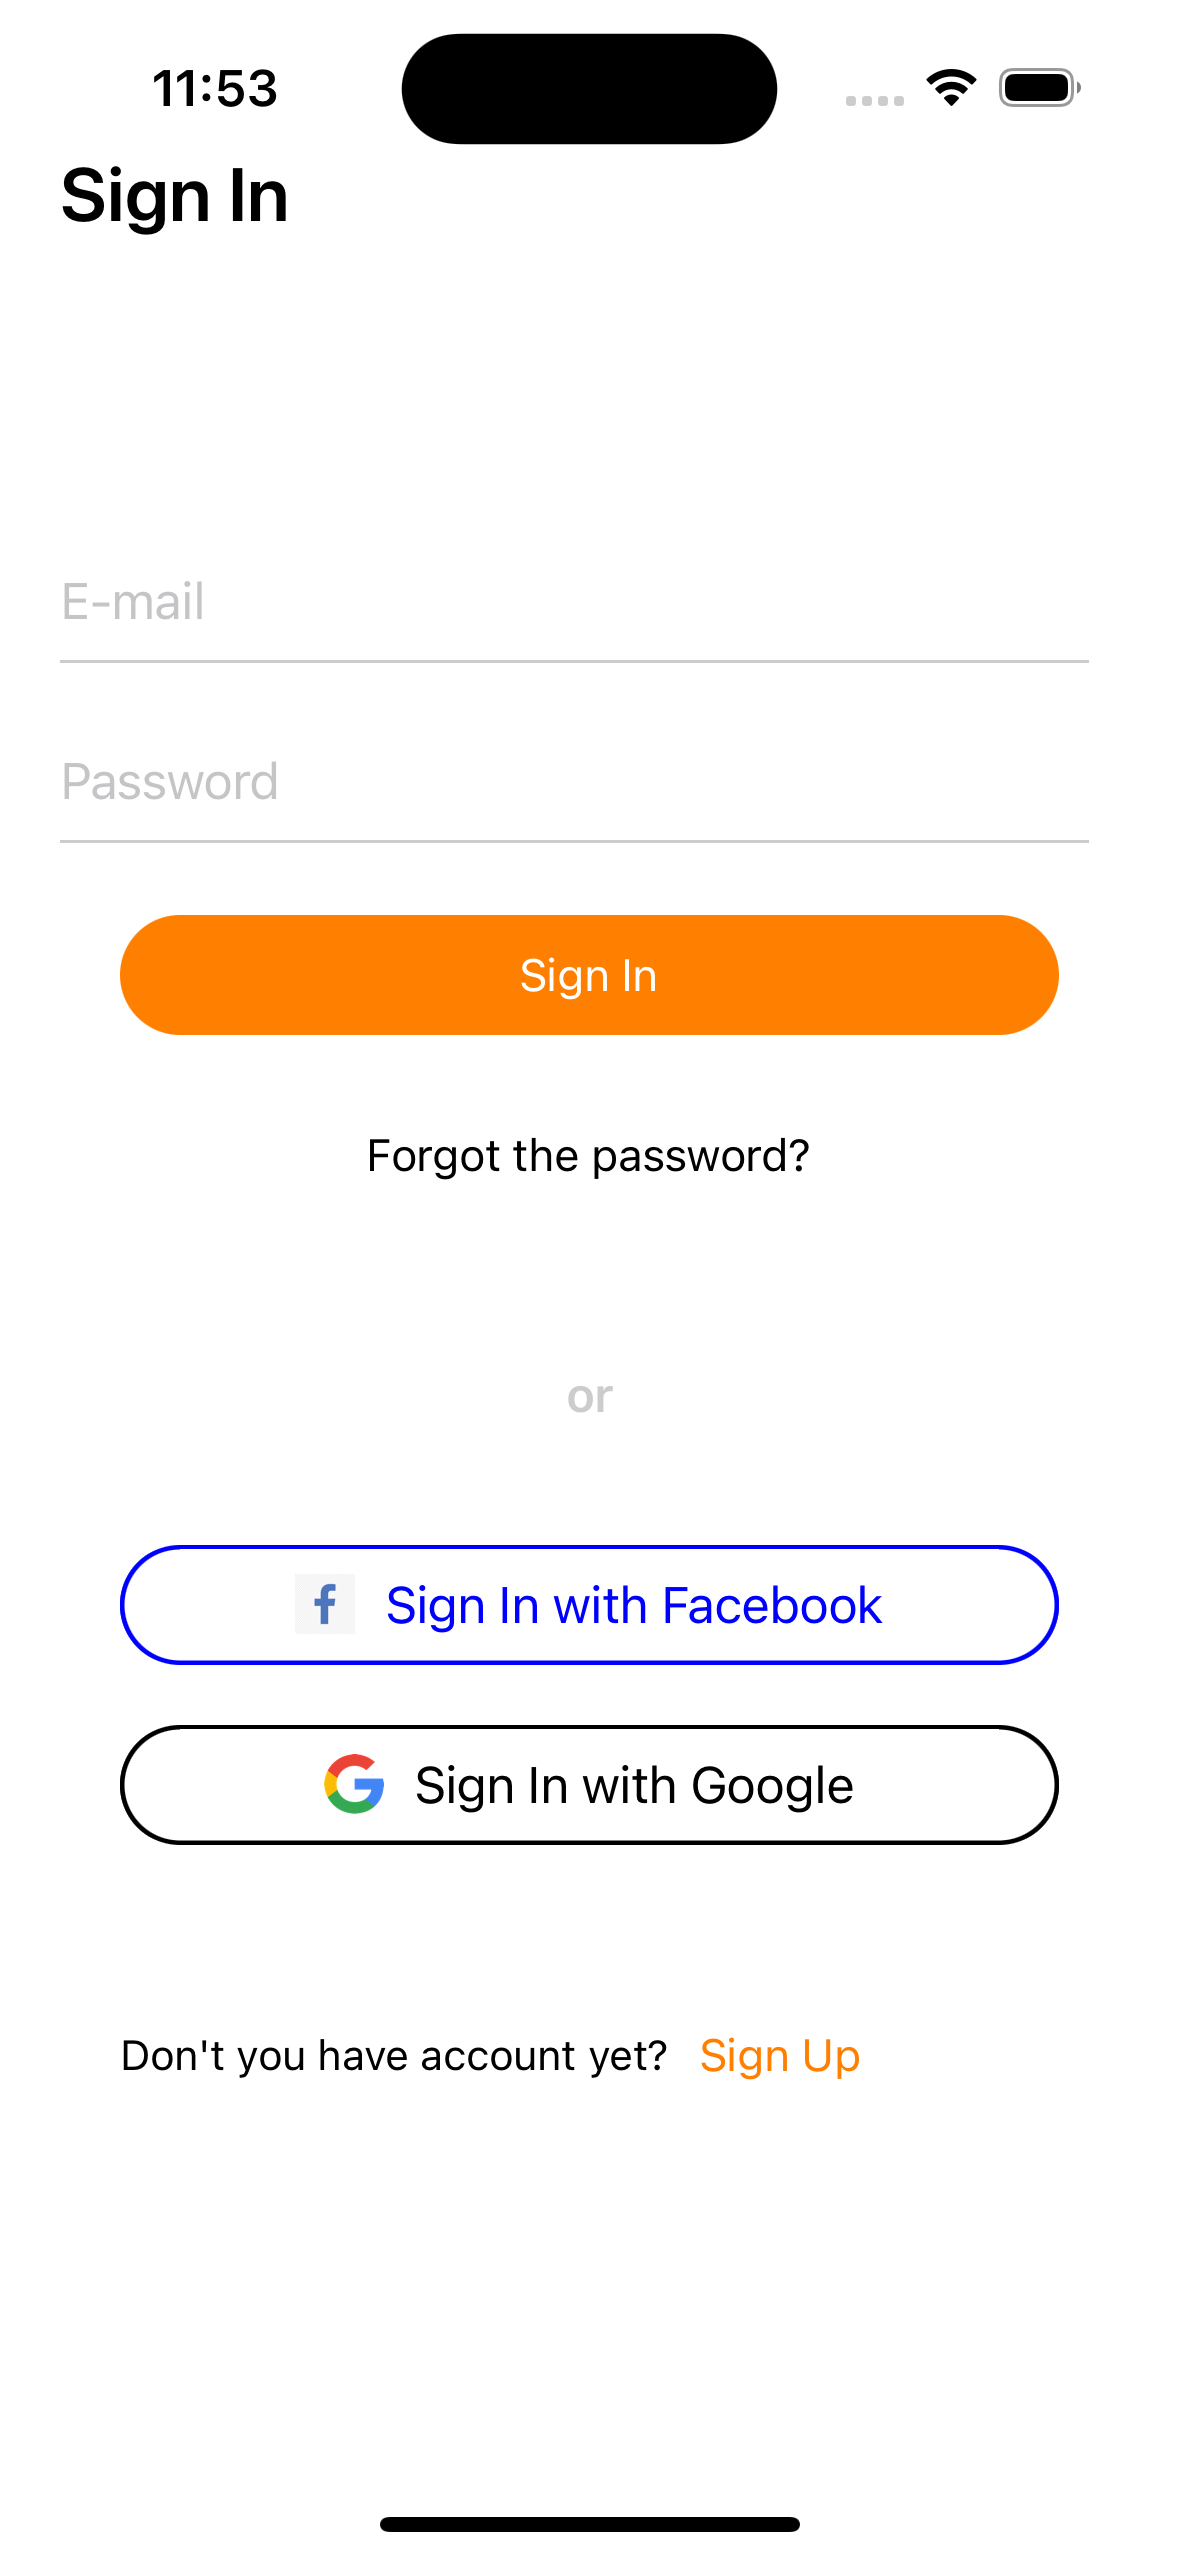 11:53
Sign In
E-mail
Password
Sign In
Forgot the password?
or
Sign In with Facebook
Sign In with Google
Don't you have account yet? Sign Up